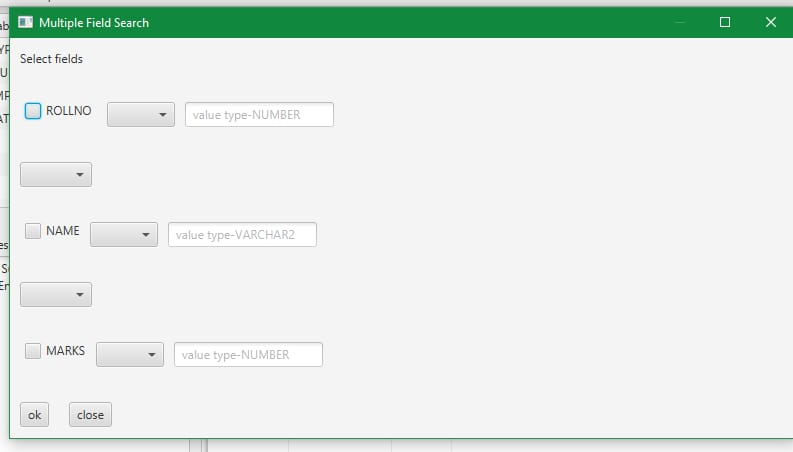 Multiple Field Search
Select fields
ROLLNO
value type-NUMBER
NAME
value type-VARCHAR2
MARKS
value type-NUMBER
ok
close